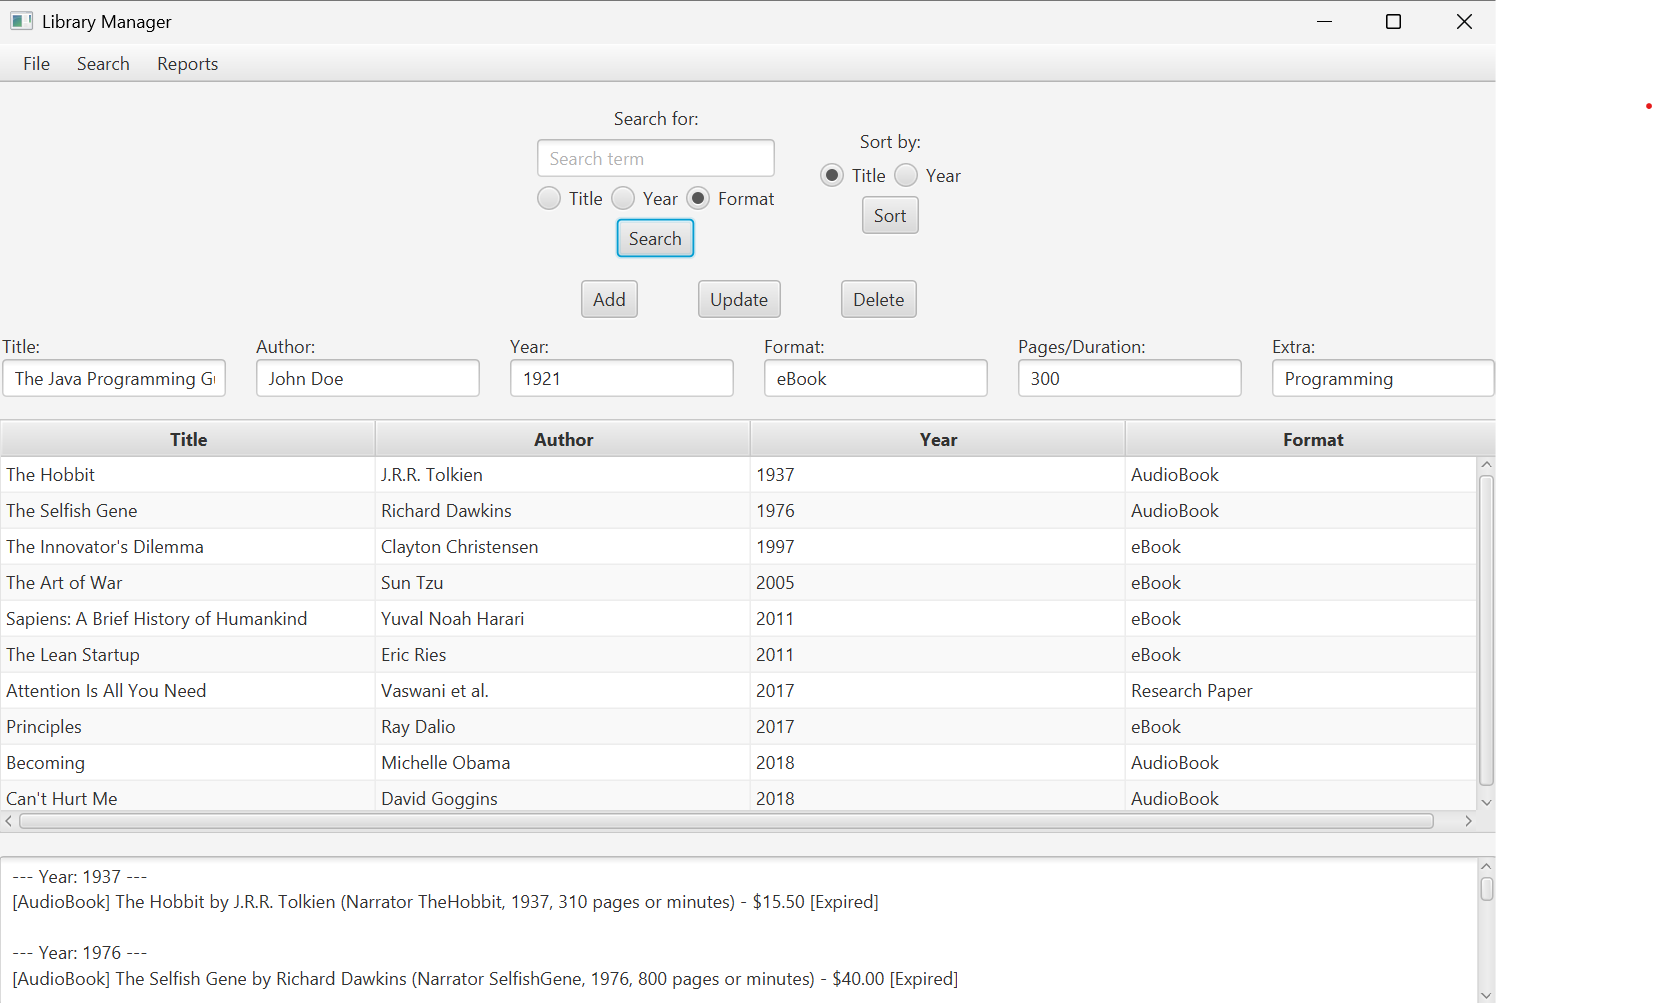 Library Manager
File Search Reports
Search for:
Search term
Title Year Format
Search
Sort by:
Title Year
Sort
Add Update Delete
Title: Author: Year: Format: Pages/Duration: Extra:
The Java Programming Gu John Doe 1921 eBook 300 Programming
Title Author Year Format
The Hobbit J.R.R. Tolkien 1937 AudioBook
The Selfish Gene Richard Dawkins 1976 AudioBook
The Innovator's Dilemma Clayton Christensen 1997 eBook
The Art of War Sun Tzu 2005 eBook
Sapiens: A Brief History of Humankind Yuval Noah Harari 2011 eBook
The Lean Startup Eric Ries 2011 eBook
Attention Is All You Need Vaswani et al. 2017 Research Paper
Principles Ray Dalio 2017 eBook
Becoming Michelle Obama 2018 AudioBook
Can't Hurt Me David Goggins 2018 AudioBook
--- Year: 1937 ---
[AudioBook] The Hobbit by J.R.R. Tolkien (Narrator TheHobbit, 1937, 310 pages or minutes) - $15.50 [Expired]
--- Year: 1976 ---
[AudioBook] The Selfish Gene by Richard Dawkins (Narrator SelfishGene, 1976, 800 pages or minutes) - $40.00 [Expired]